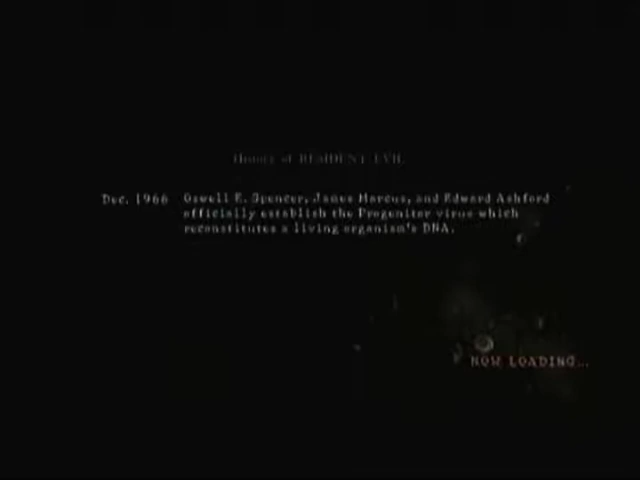 History of RESIDENT EVIL
Dec. 1966 Oswell E. Spencer, James Marcus, and Edward Ashford
officially establish the Progenitor virus which
reconstitutes a living organism's DNA.
NOW LOADING...